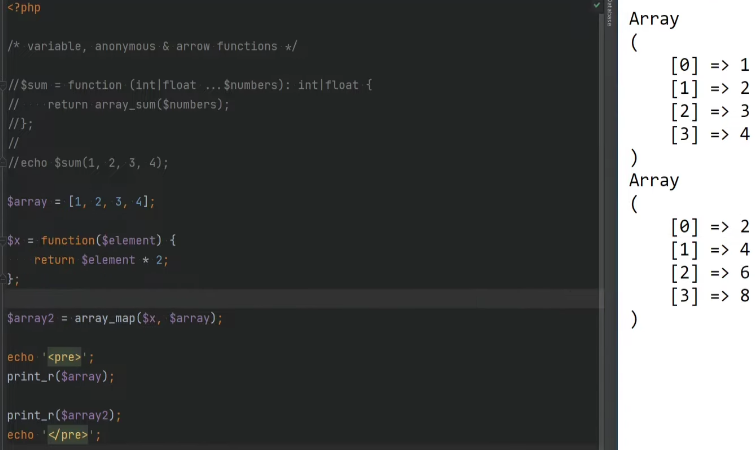 <?php
/* variable, anonymous & arrow functions */
//$sum = function (int|float ...$numbers): int|float {
//    return array_sum($numbers);
//};
//
//echo $sum(1, 2, 3, 4);
$array = [1, 2, 3, 4];
$x = function($element) {
    return $element * 2;
};
$array2 = array_map($x, $array);
echo '<pre>';
print_r($array);
print_r($array2);
echo '</pre>';
Database
Array
(
    [0] => 1
    [1] => 2
    [2] => 3
    [3] => 4
)
Array
(
    [0] => 2
    [1] => 4
    [2] => 6
    [3] => 8
)